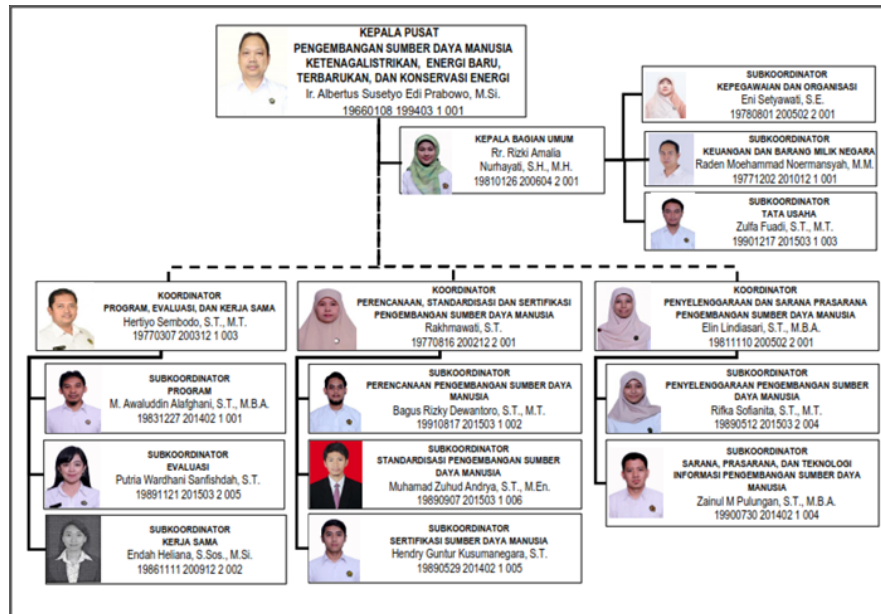 KEPALA PUSAT
PENGEMBANGAN SUMBER DAYA MANUSIA
KETENAGALISTRIKAN, ENERGI BARU,
TERBARUKAN, DAN KONSERVASI ENERGI
Ir. Albertus Susetyo Edi Prabowo, M.Si.
19660108 199403 1 001
KEPALA BAGIAN UMUM
Rr. Rizki Amalia
Nurhayati, S.H., M.H.
19810126 200604 2 001
SUBKOORDINATOR
KEPEGAWAIAN DAN ORGANISASI
Eni Setyawati, S.E.
19780801 200502 2 001
SUBKOORDINATOR
KEUANGAN DAN BARANG MILIK NEGARA
Raden Moehammad Noermansyah, M.M.
19771202 201012 1 001
SUBKOORDINATOR
TATA USAHA
Zulfa Fuadi, S.T., M.T.
19901217 201503 1 003
KOORDINATOR
PROGRAM, EVALUASI, DAN KERJA SAMA
Hertiyo Sembodo, S.T., M.T.
19770307 200312 1 003
SUBKOORDINATOR
PROGRAM
M. Awaluddin Alafghani, S.T., M.B.A.
19831227 201402 1 001
SUBKOORDINATOR
EVALUASI
Putria Wardhani Sanfishdah, S.T.
19891121 201503 2 005
SUBKOORDINATOR
KERJA SAMA
Endah Heliana, S.Sos., M.Si.
19861111 200912 2 002
KOORDINATOR
PERENCANAAN, STANDARDISASI DAN SERTIFIKASI
PENGEMBANGAN SUMBER DAYA MANUSIA
Rakhmawati, S.T.
19770816 200212 2 001
SUBKOORDINATOR
PERENCANAAN PENGEMBANGAN SUMBER DAYA
MANUSIA
Bagus Rizky Dewantoro, S.T., M.T.
19910817 201503 1 002
SUBKOORDINATOR
STANDARDISASI PENGEMBANGAN SUMBER
DAYA MANUSIA
Muhamad Zuhud Andrya, S.T., M.En.
19890907 201503 1 006
SUBKOORDINATOR
SERTIFIKASI SUMBER DAYA MANUSIA
Hendry Guntur Kusumanegara, S.T.
19890529 201402 1 005
KOORDINATOR
PENYELENGGARAAN DAN SARANA PRASARANA
PENGEMBANGAN SUMBER DAYA MANUSIA
Elin Lindiasari, S.T., M.B.A.
19811110 200502 2 001
SUBKOORDINATOR
PENYELENGGARAAN PENGEMBANGAN SUMBER
DAYA MANUSIA
Rifka Sofianita, S.T., M.T.
19890512 201503 2 004
SUBKOORDINATOR
SARANA, PRASARANA, DAN TEKNOLOGI
INFORMASI PENGEMBANGAN SUMBER DAYA
MANUSIA
Zainul M Pulungan, S.T., M.B.A.
19900730 201402 1 004